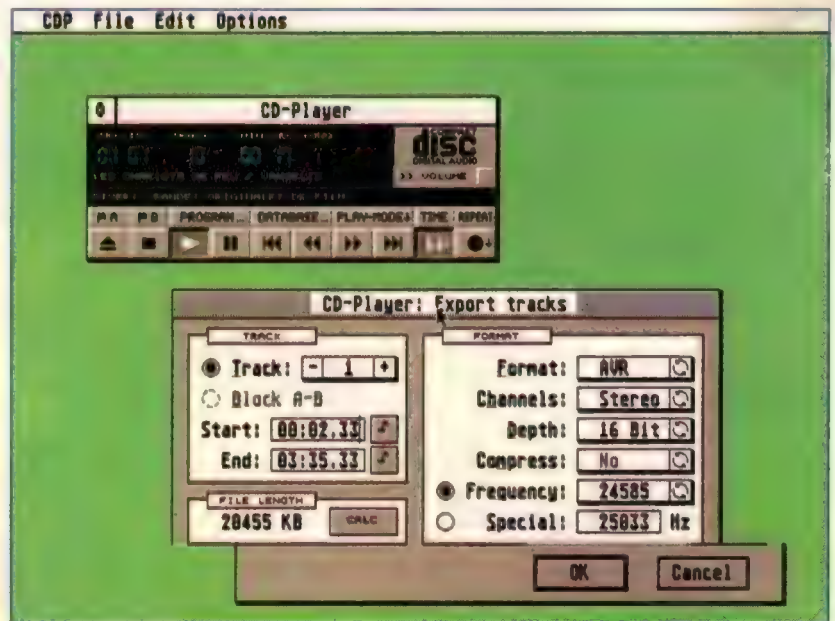 CDP File Edit Options
CD-Player
COMPACT
disc
DIGITAL AUDIO
>> VOLUME
A B PROGRAM... DATABASE... PLAY-MODE↓ TIME REPEAT
CD-Player: Export tracks
TRACK
Track: - 1 +
Block A-B
Start: 00:02.33
End: 03:35.33
FILE LENGTH
20455 KB CALC
FORMAT
Format: AVR
Channels: Stereo
Depth: 16 Bit
Compress: No
Frequency: 24585
Special: 25033 Hz
OK Cancel